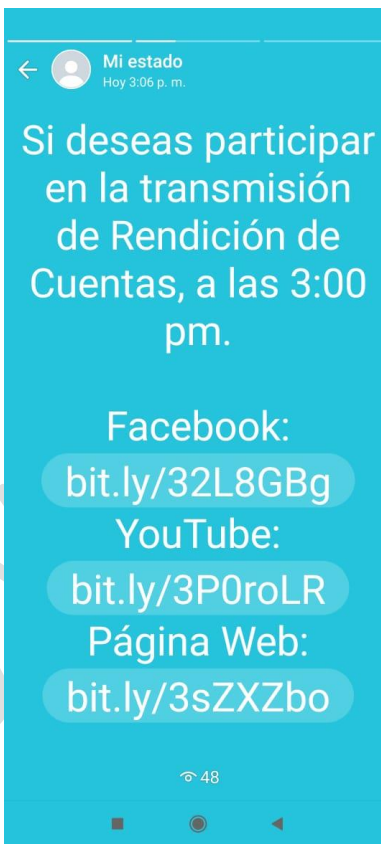 Mi estado
Hoy 3:06 p. m.
Si deseas participar
en la transmisión
de Rendición de
Cuentas, a las 3:00
pm.
Facebook:
bit.ly/32L8GBg
YouTube:
bit.ly/3P0roLR
Página Web:
bit.ly/3sZXZbo
48